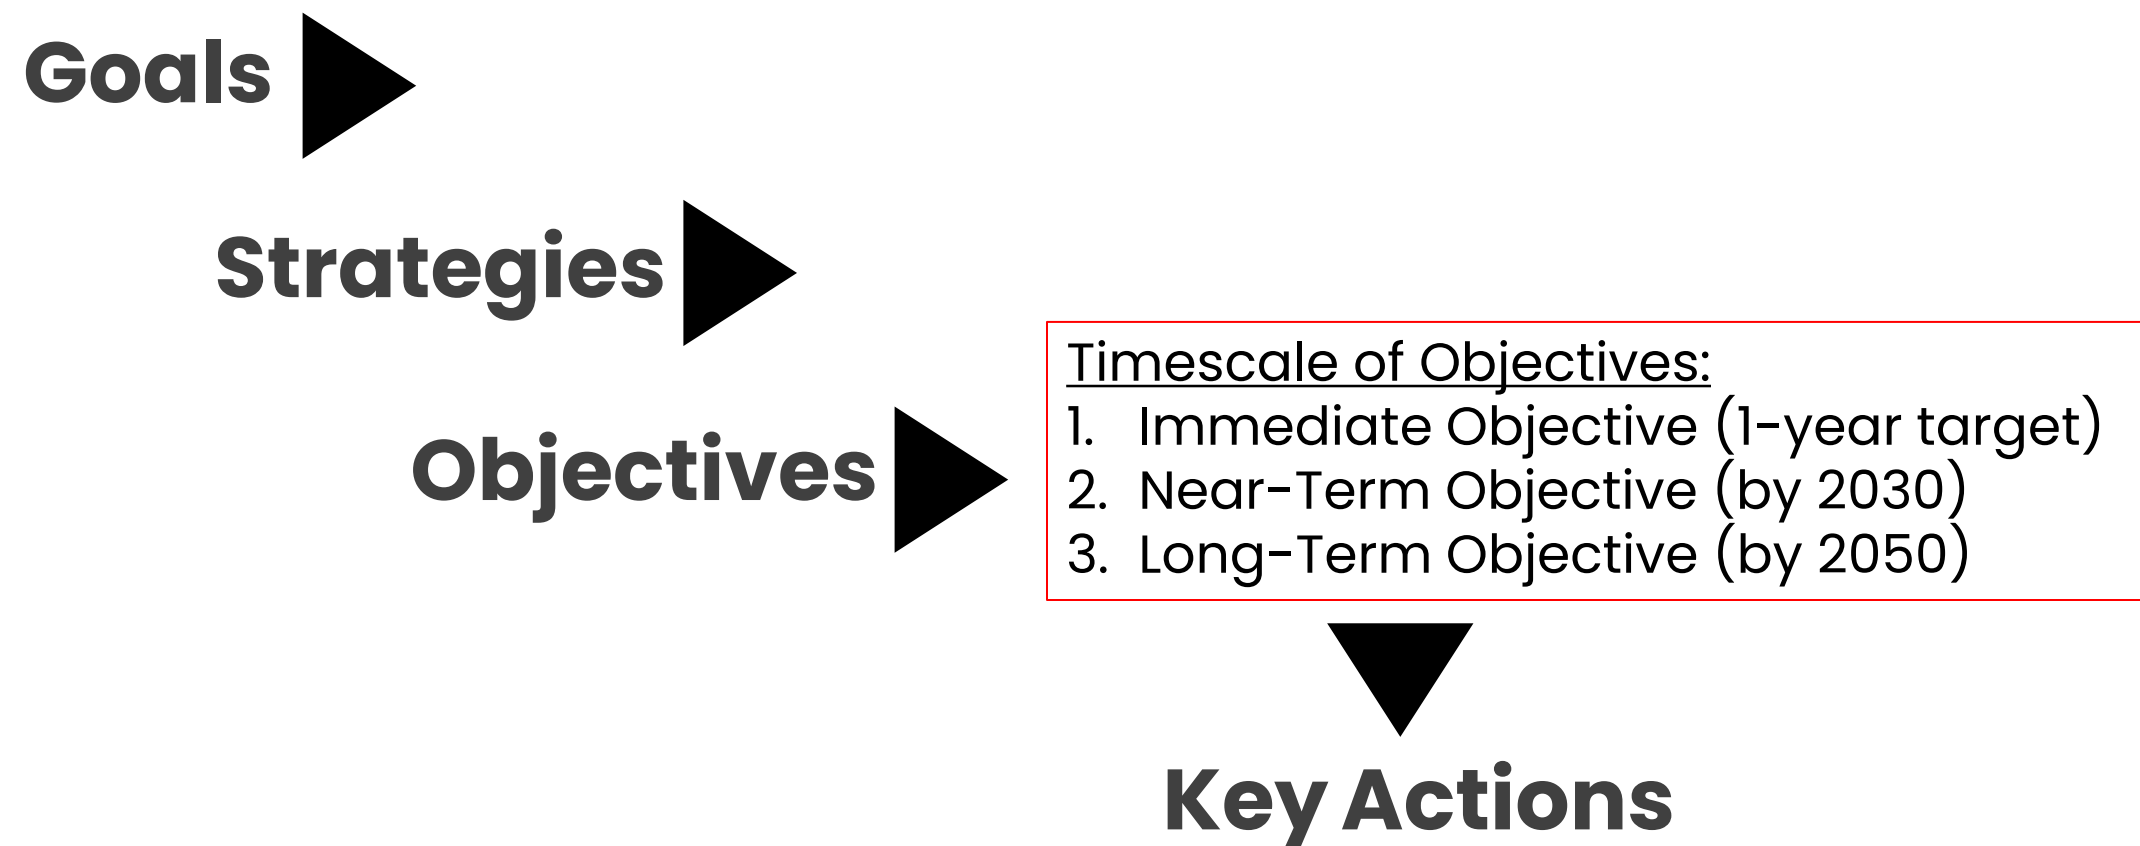 Goals
Strategies
Objectives
Timescale of Objectives:
1. Immediate Objective (1-year target)
2. Near-Term Objective (by 2030)
3. Long-Term Objective (by 2050)
Key Actions